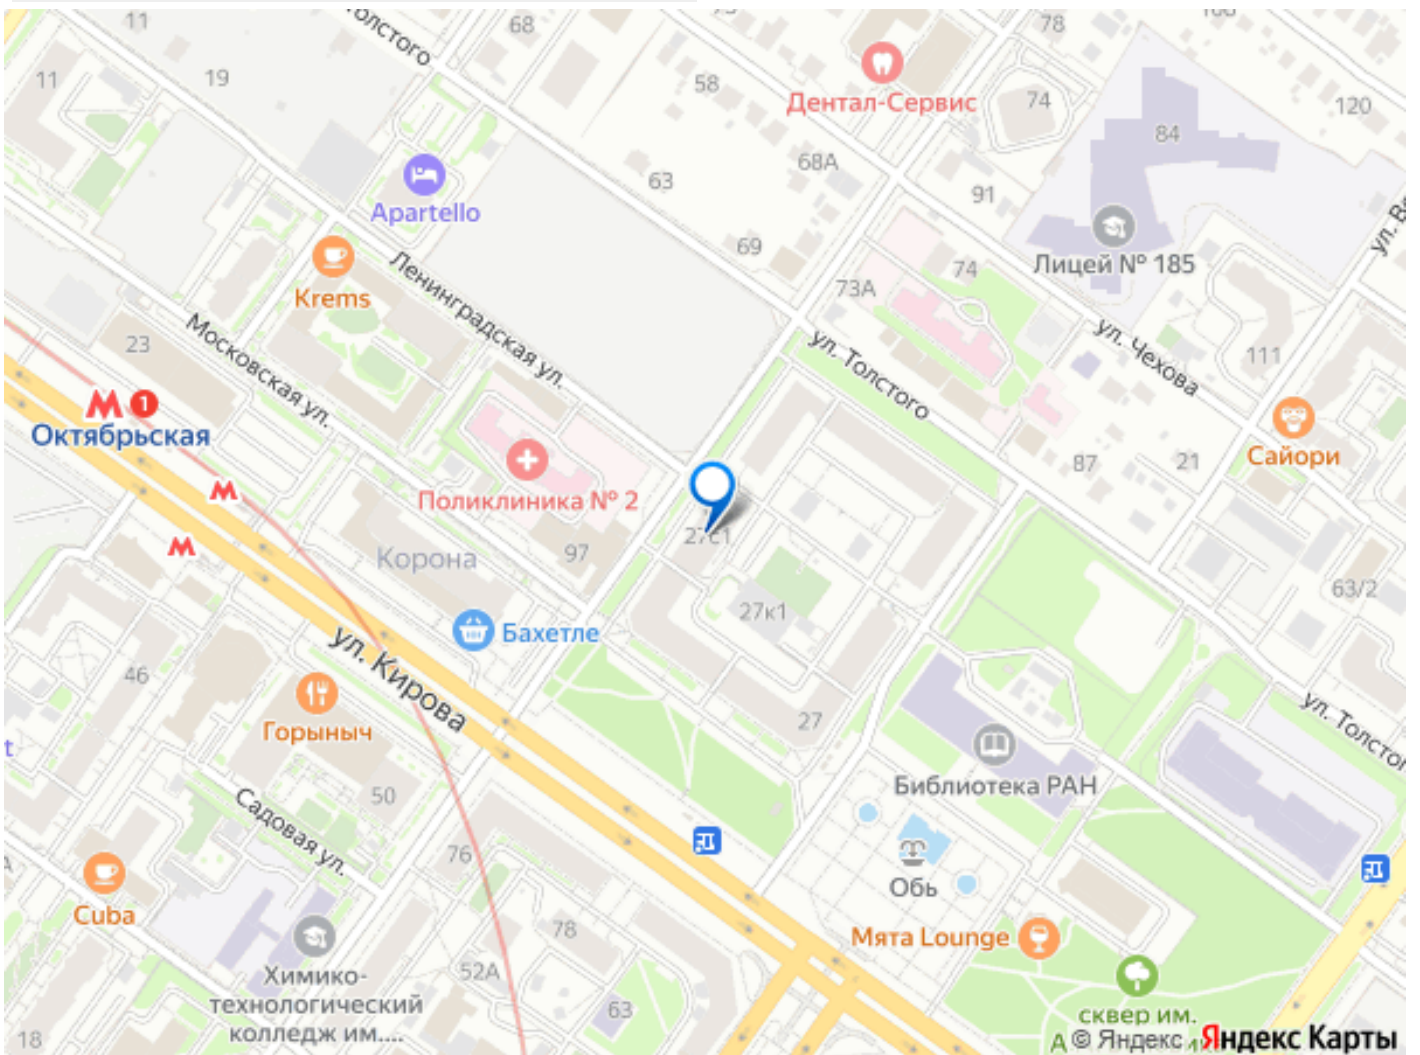 11
Толстого
68
78
11
19
58
Дентал-Сервис
74
120
84
68А
63
91
Apartello
69
Лицей № 185
74
73А
Ленинградская ул.
Krems
Московская ул.
23
ул. Толстого
ул. Чехова
111
1
Октябрьская
Сайори
87
21
Поликлиника № 2
27с1
97
Корона
27к1
63/2
Бахетле
ул. Кирова
46
Горыныч
27
ул. Толстого
Библиотека РАН
50
Садовая ул.
76
Обь
Cuba
Мята Lounge
78
52А
Химико-
технологический
колледж им....
63
сквер им.
18
© Яндекс
Яндекс Карты